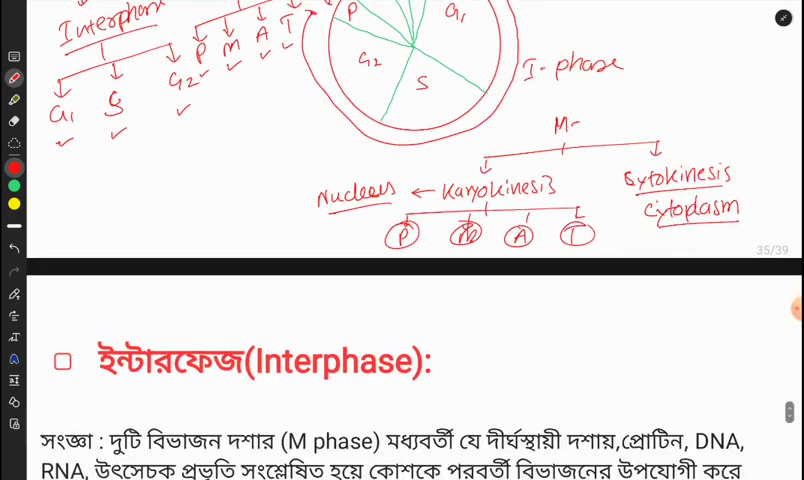 Interphase
P M A T
G1 S G2
P
G1
G2
S
I-phase
M-
Nucleus ← Karyokinesis
Cytokinesis
Cytoplasm
P M A T
35/39
ইন্টারফেজ(Interphase):
সংজ্ঞা : দুটি বিভাজন দশার (M phase) মধ্যবর্তী যে দীর্ঘস্থায়ী দশায়,প্রোটিন, DNA,
RNA, উৎসেচক প্রভৃতি সংশ্লেষিত হয়ে কোশকে পরবর্তী বিভাজনের উপযোগী করে